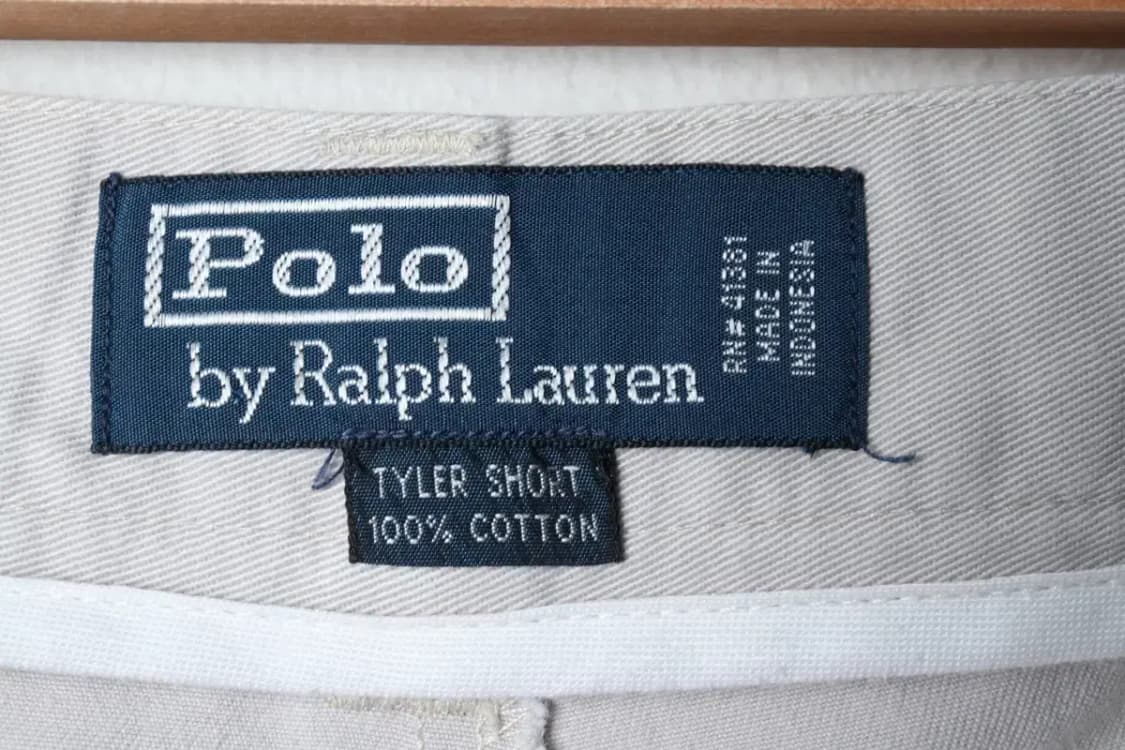 Polo
by Ralph Lauren
RN# 41381
MADE IN
INDONESIA
TYLER SHORT
100% COTTON